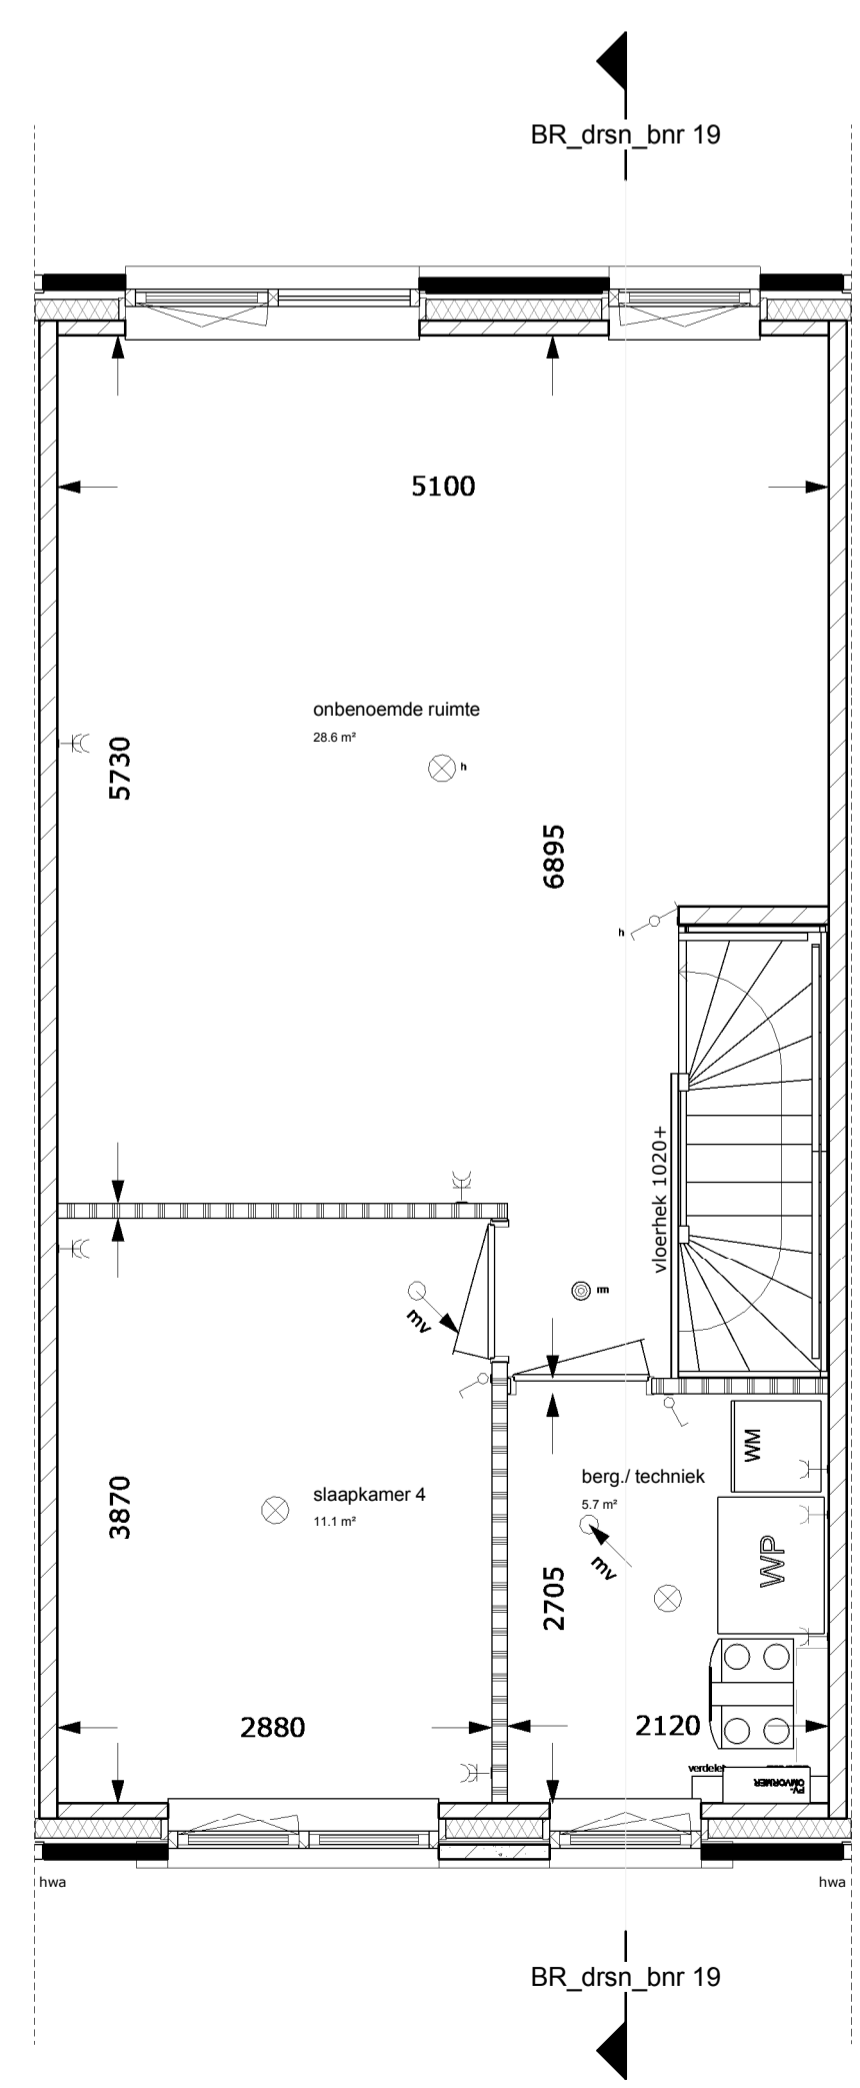 BR_drsn_bnr 19
5100
onbenoemde ruimte
28.6 m²
h
5730
6895
h
vloerhek 1020+
rm
mv
WM
berg./ techniek
5.7 m²
slaapkamer 4
11.1 m²
3870
WP
mv
2705
2880
2120
verdeler
PV-
OMVORMER
hwa
hwa
BR_drsn_bnr 19